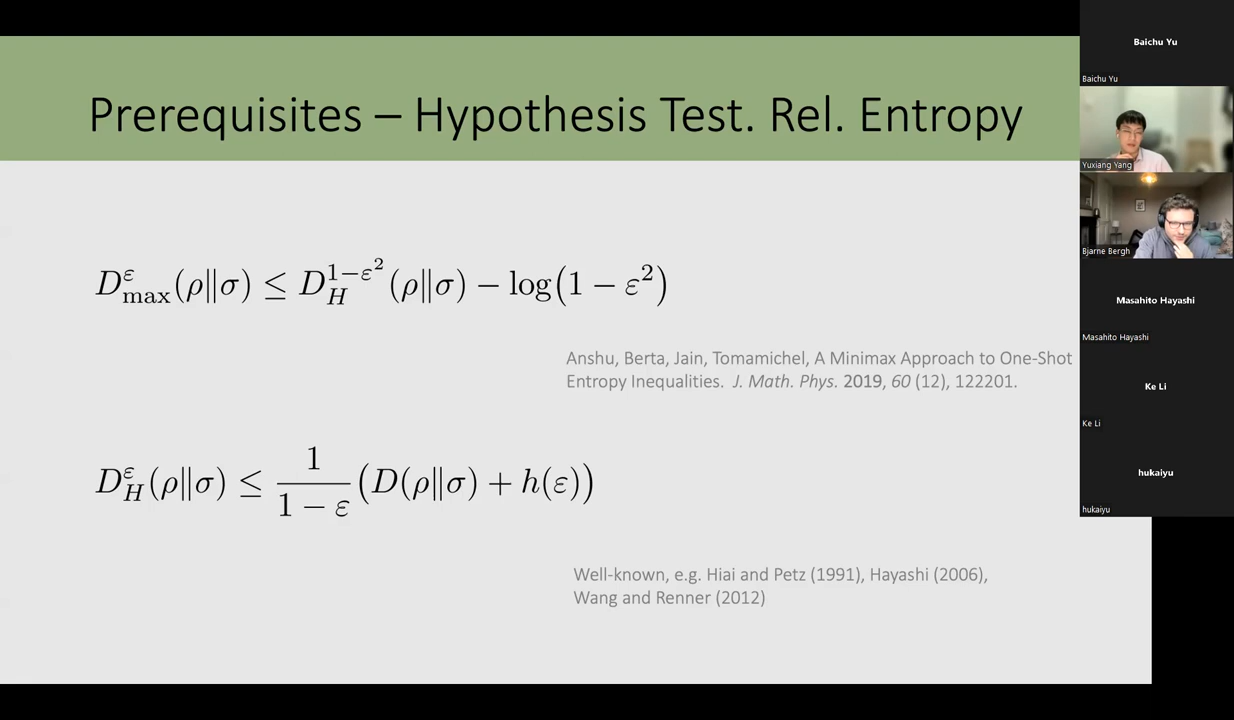 Prerequisites – Hypothesis Test. Rel. Entropy
D_max^ε(ρ‖σ) ≤ D_H^{1−ε²}(ρ‖σ) − log(1 − ε²)
Anshu, Berta, Jain, Tomamichel, A Minimax Approach to One-Shot
Entropy Inequalities. J. Math. Phys. 2019, 60 (12), 122201.
D_H^ε(ρ‖σ) ≤ 1/(1 − ε) (D(ρ‖σ) + h(ε))
Well-known, e.g. Hiai and Petz (1991), Hayashi (2006),
Wang and Renner (2012)
Baichu Yu
Baichu Yu
Yuxiang Yang
Bjarne Bergh
Masahito Hayashi
Masahito Hayashi
Ke Li
Ke Li
hukaiyu
hukaiyu